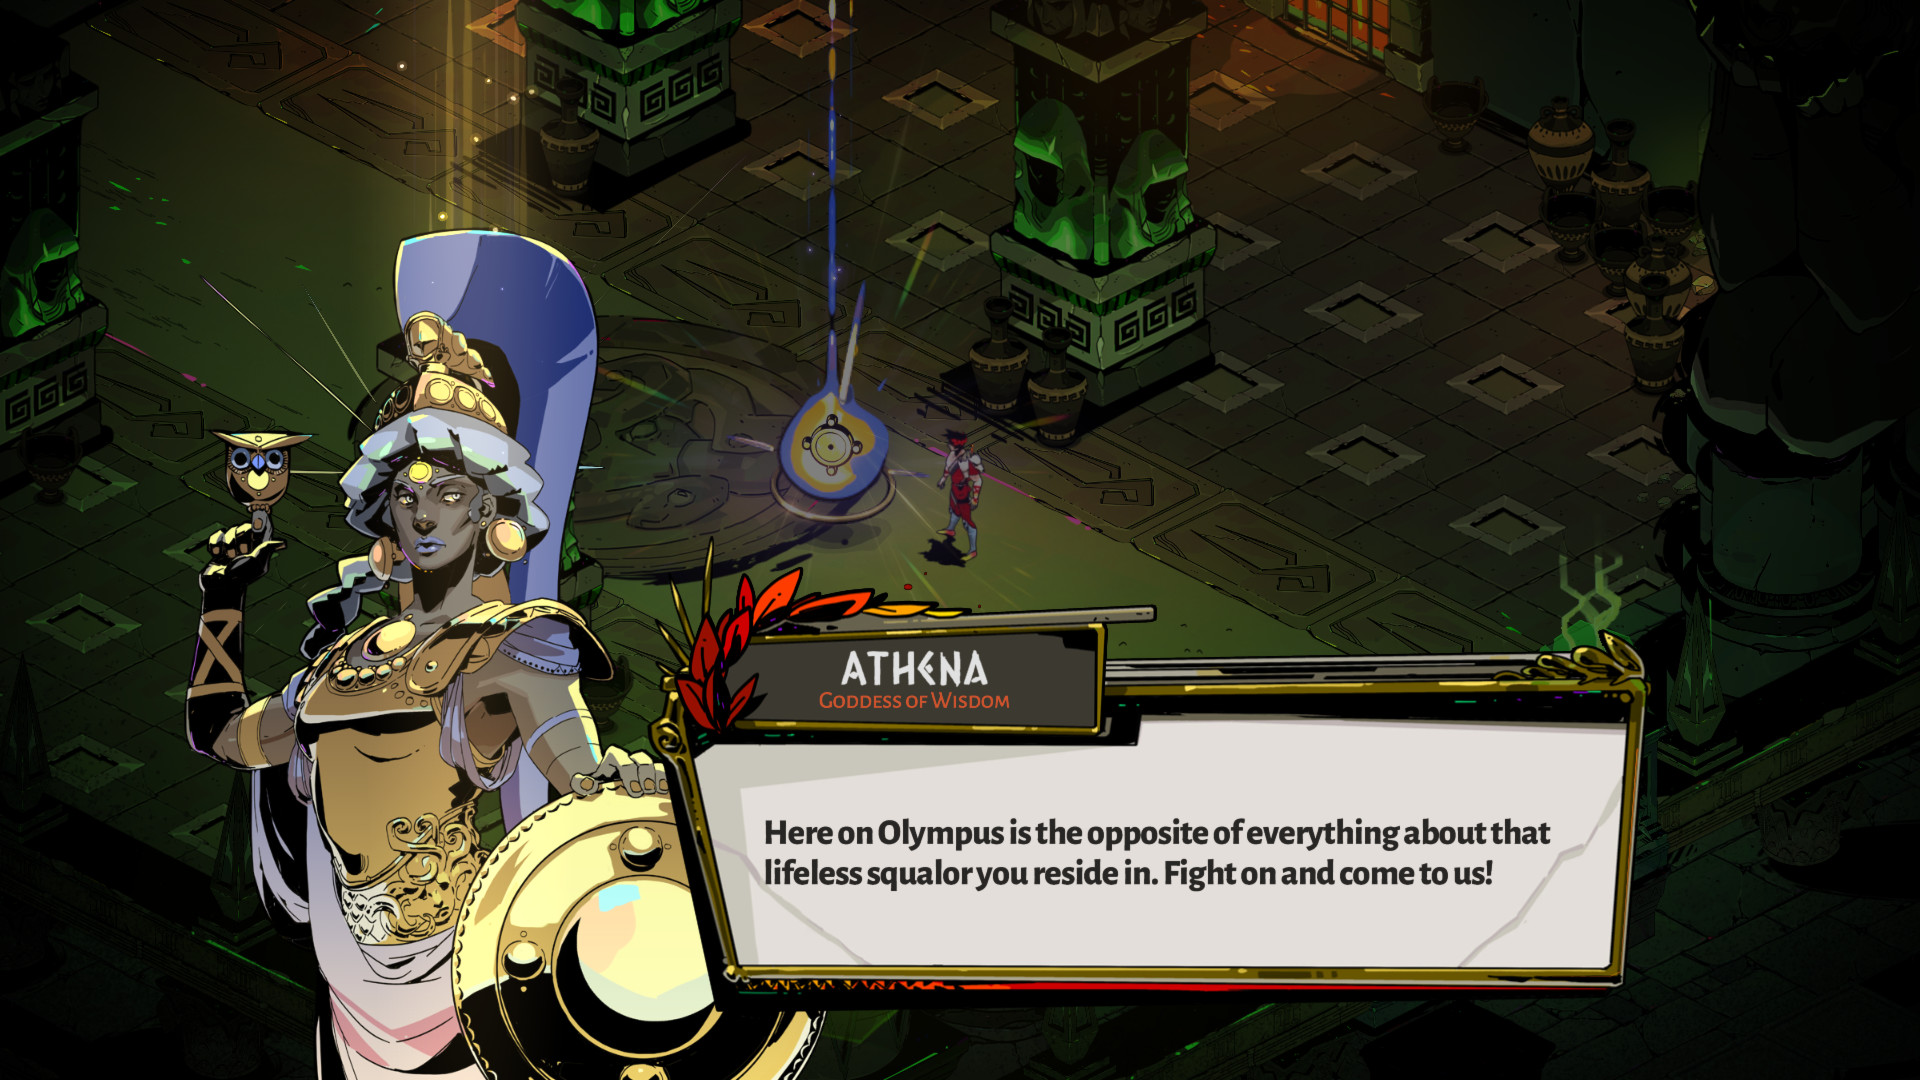 ATHENA
GODDESS OF WISDOM
Here on Olympus is the opposite of everything about that
lifeless squalor you reside in. Fight on and come to us!